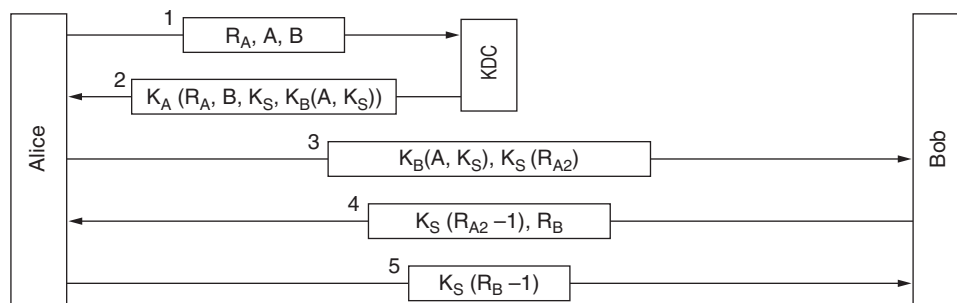 1
R_A, A, B
KDC
2
K_A (R_A, B, K_S, K_B(A, K_S))
Alice
3
K_B(A, K_S), K_S (R_A2)
Bob
4
K_S (R_A2 –1), R_B
5
K_S (R_B –1)